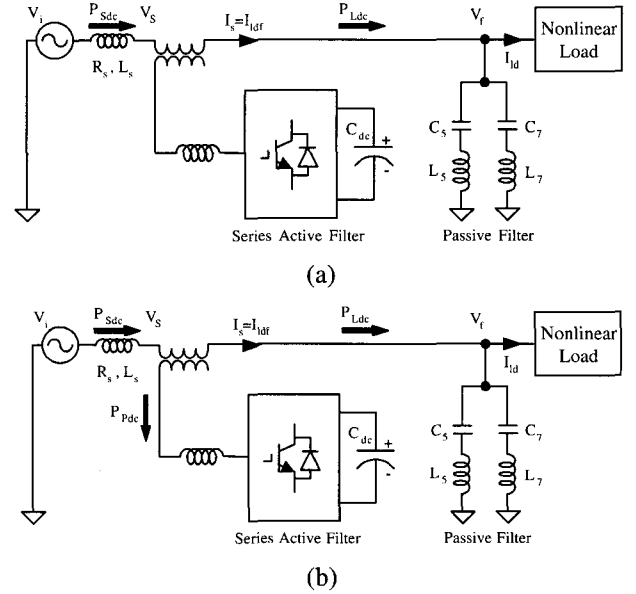 V_i
P_Sdc
V_S
I_s=I_ldf
P_Ldc
V_f
Nonlinear
Load
I_ld
R_s , L_s
C_dc
+
-
C_5
C_7
L_5
L_7
Series Active Filter
Passive Filter
(a)
V_i
P_Sdc
V_S
I_s=I_ldf
P_Ldc
V_f
Nonlinear
Load
I_ld
R_s , L_s
P_Pdc
C_dc
+
-
C_5
C_7
L_5
L_7
Series Active Filter
Passive Filter
(b)